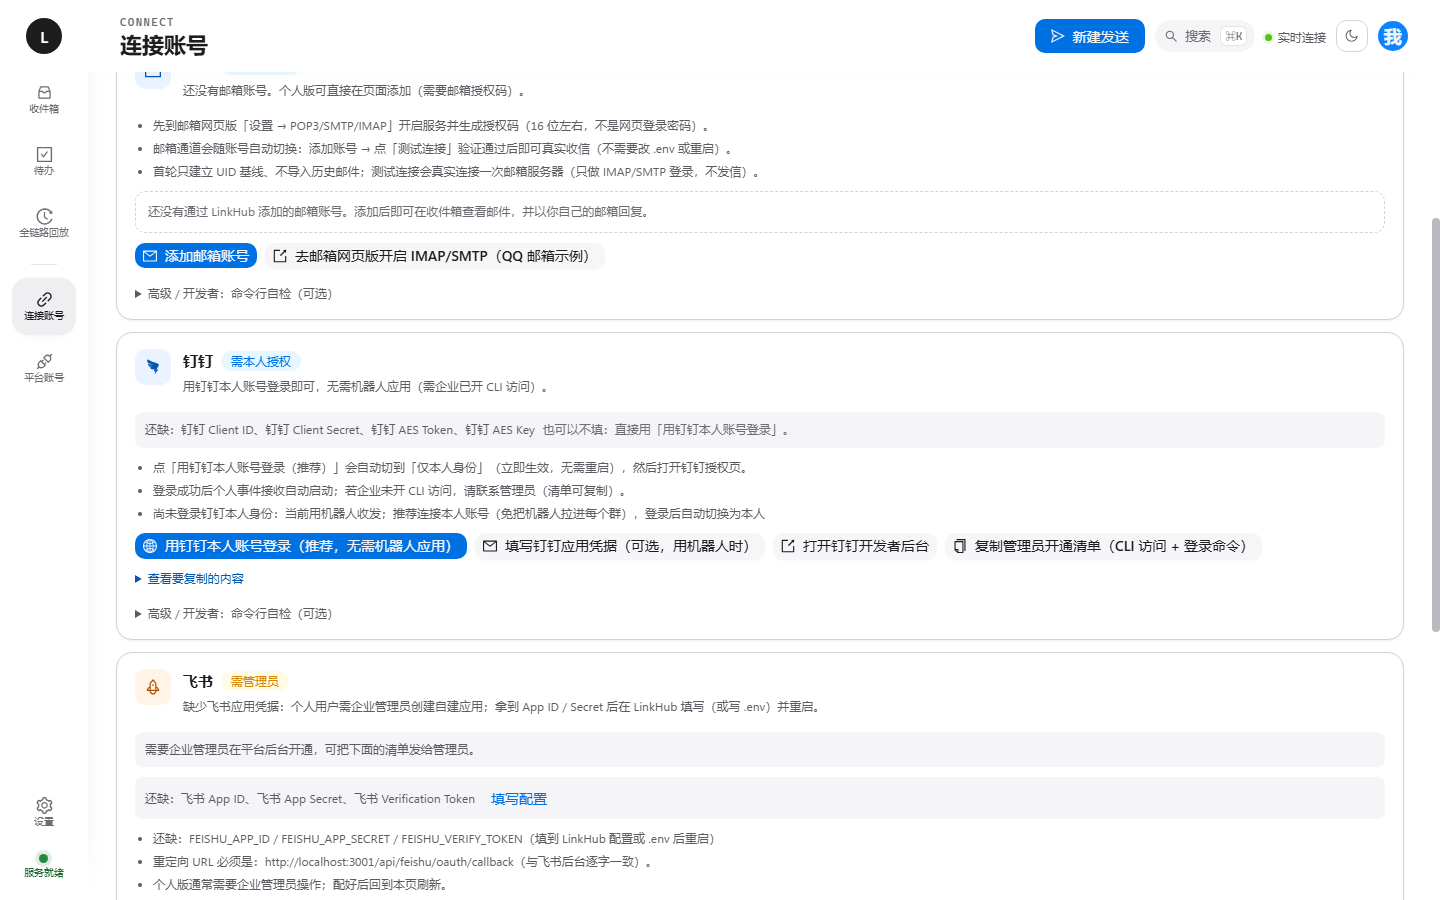 L
CONNECT
连接账号
新建发送
搜索 ⌘K
实时连接
我
收件箱
待办
全链路回放
连接账号
平台账号
设置
服务就绪
还没有邮箱账号。个人版可直接在页面添加（需要邮箱授权码）。
• 先到邮箱网页版「设置 → POP3/SMTP/IMAP」开启服务并生成授权码（16 位左右，不是网页登录密码）。
• 邮箱通道会随账号自动切换：添加账号 → 点「测试连接」验证通过后即可真实收信（不需要改 .env 或重启）。
• 首轮只建立 UID 基线、不导入历史邮件；测试连接会真实连接一次邮箱服务器（只做 IMAP/SMTP 登录，不发信）。
还没有通过 LinkHub 添加的邮箱账号。添加后即可在收件箱查看邮件，并以你自己的邮箱回复。
添加邮箱账号
去邮箱网页版开启 IMAP/SMTP（QQ 邮箱示例）
▶ 高级 / 开发者：命令行自检（可选）
钉钉 需本人授权
用钉钉本人账号登录即可，无需机器人应用（需企业已开 CLI 访问）。
还缺：钉钉 Client ID、钉钉 Client Secret、钉钉 AES Token、钉钉 AES Key 也可以不填：直接用「用钉钉本人账号登录」。
• 点「用钉钉本人账号登录（推荐）」会自动切到「仅本人身份」（立即生效，无需重启），然后打开钉钉授权页。
• 登录成功后个人事件接收自动启动；若企业未开 CLI 访问，请联系管理员（清单可复制）。
• 尚未登录钉钉本人身份：当前用机器人收发；推荐连接本人账号（免把机器人拉进每个群），登录后自动切换为本人
用钉钉本人账号登录（推荐，无需机器人应用）
填写钉钉应用凭据（可选，用机器人时）
打开钉钉开发者后台
复制管理员开通清单（CLI 访问 + 登录命令）
▶ 查看要复制的内容
▶ 高级 / 开发者：命令行自检（可选）
飞书 需管理员
缺少飞书应用凭据：个人用户需企业管理员创建自建应用；拿到 App ID / Secret 后在 LinkHub 填写（或写 .env）并重启。
需要企业管理员在平台后台开通，可把下面的清单发给管理员。
还缺：飞书 App ID、飞书 App Secret、飞书 Verification Token 填写配置
• 还缺：FEISHU_APP_ID / FEISHU_APP_SECRET / FEISHU_VERIFY_TOKEN（填到 LinkHub 配置或 .env 后重启）
• 重定向 URL 必须是：http://localhost:3001/api/feishu/oauth/callback（与飞书后台逐字一致）。
• 个人版通常需要企业管理员操作；配好后回到本页刷新。